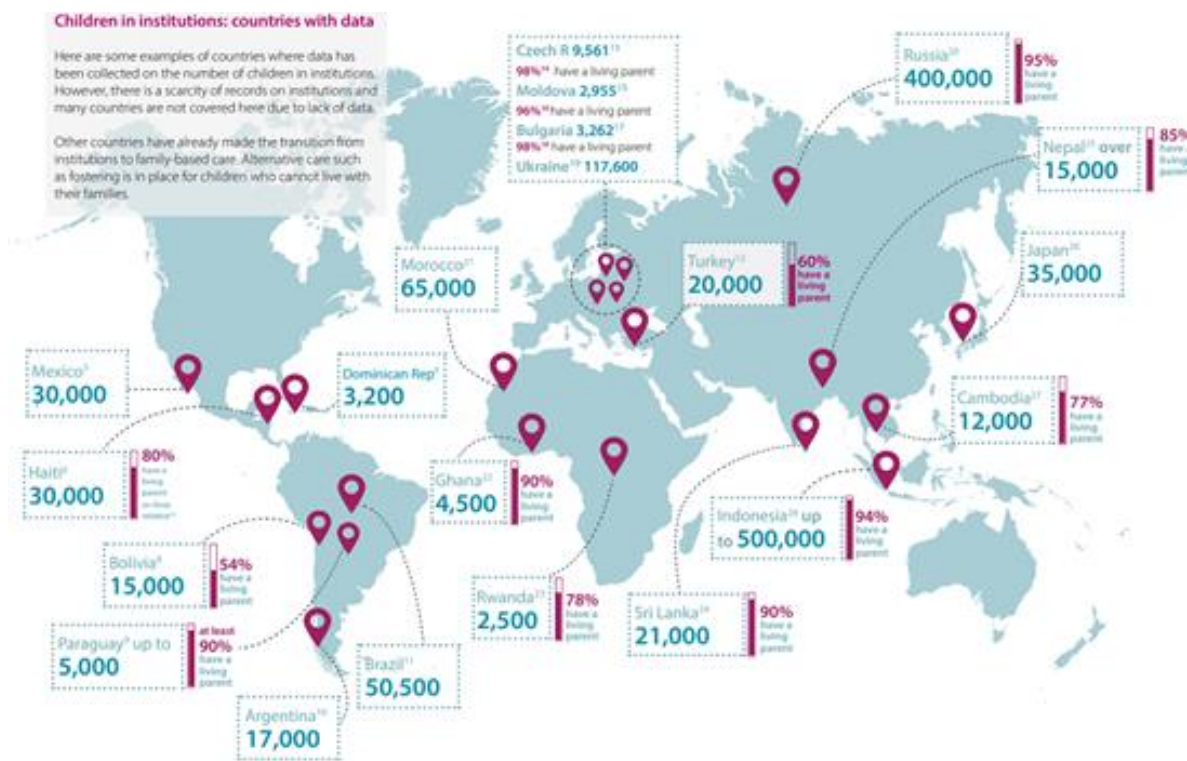 Children in institutions: countries with data
Here are some examples of countries where data has
been collected on the number of children in institutions.
However, there is a scarcity of records on institutions and
many countries are not covered here due to lack of data.
Other countries have already made the transition from
institutions to family-based care. Alternative care such
as fostering is in place for children who cannot live with
their families.
Czech R 9,561
98% have a living parent
Moldova 2,955
96% have a living parent
Bulgaria 3,262
98% have a living parent
Ukraine 117,600
Russia
400,000
95%
have a
living
parent
Nepal over
15,000
85%
have a
living
parent
Morocco
65,000
Turkey
20,000
60%
have a
living
parent
Japan
35,000
Mexico
30,000
Dominican Rep
3,200
Cambodia
12,000
77%
have a
living
parent
Haiti
30,000
80%
have a
living
parent
Ghana
4,500
90%
have a
living
parent
Indonesia up
to 500,000
94%
have a
living
parent
Bolivia
15,000
54%
have a
living
parent
Rwanda
2,500
78%
have a
living
parent
Sri Lanka
21,000
90%
have a
living
parent
Paraguay up to
5,000
at least
90%
have a
living
parent
Brazil
50,500
Argentina
17,000